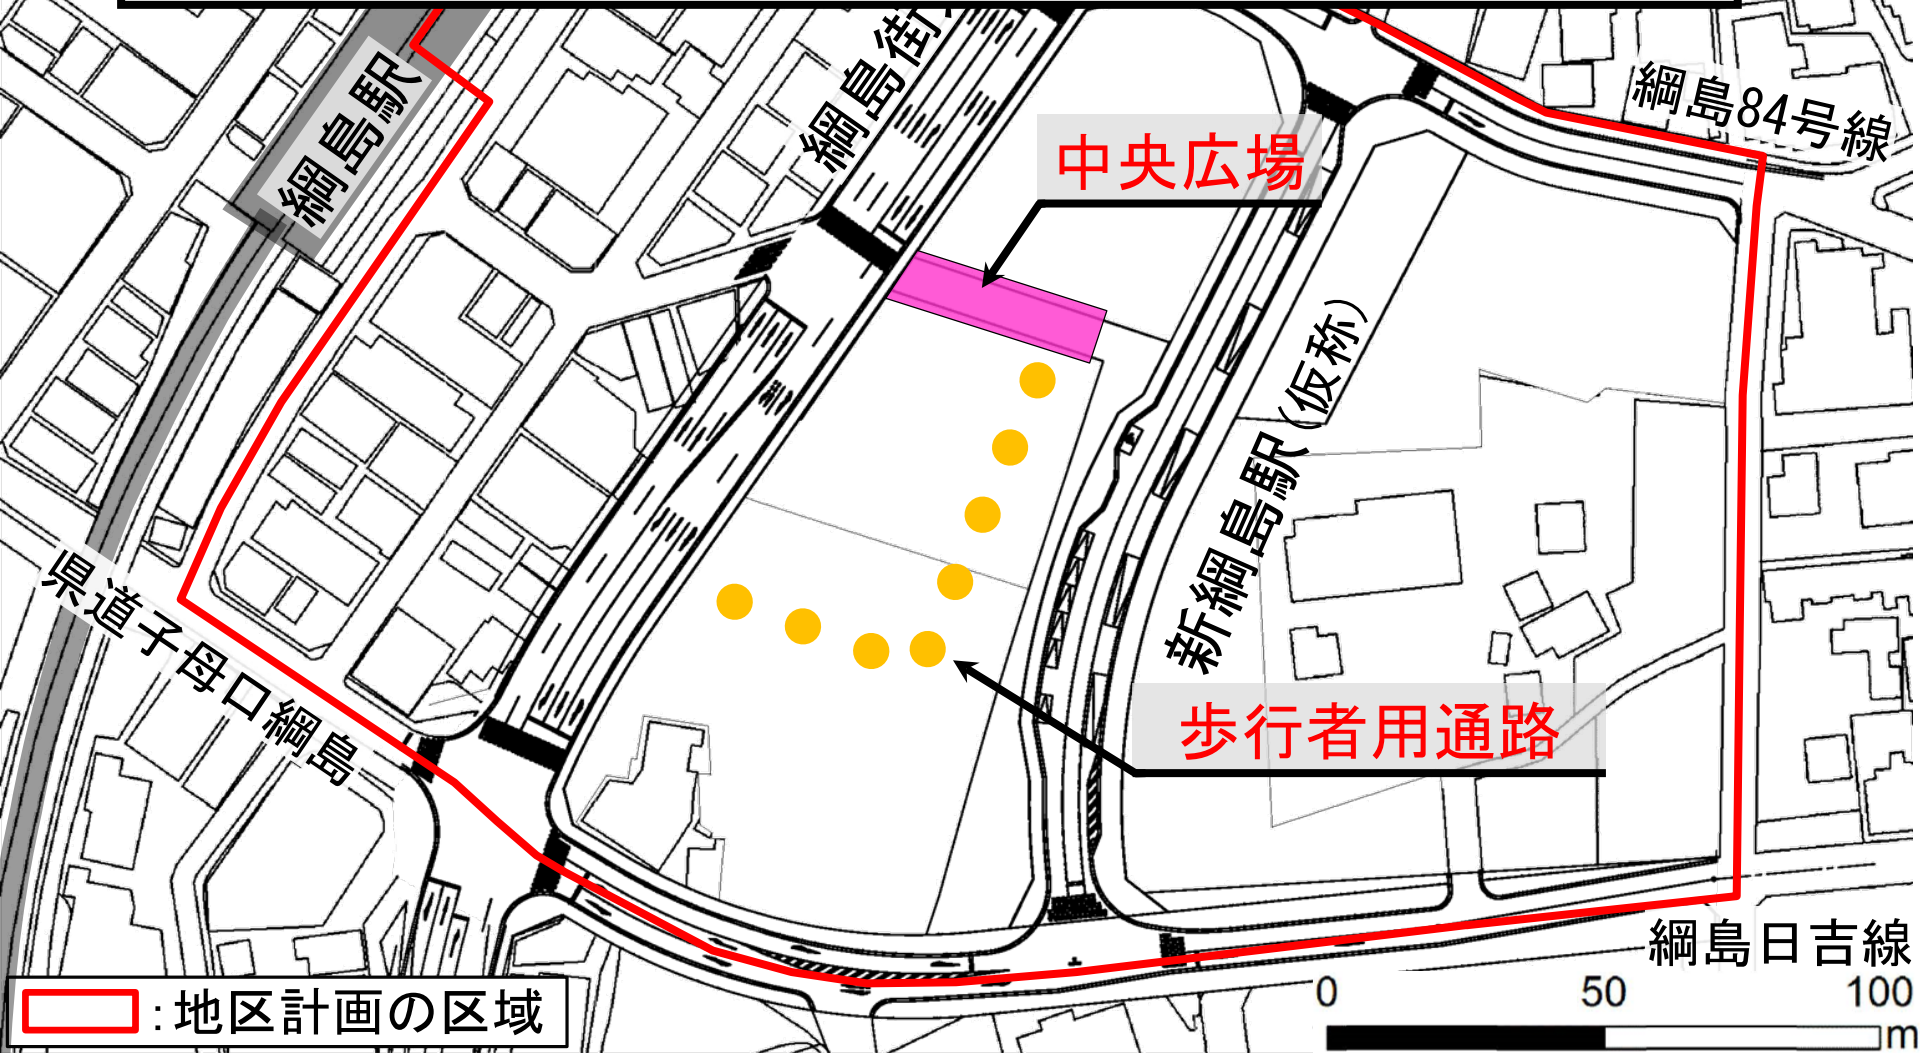 綱島駅
綱島街
綱島84号線
中央広場
新綱島駅（仮称）
県道子母口綱島
歩行者用通路
綱島日吉線
：地区計画の区域
0 50 100
m